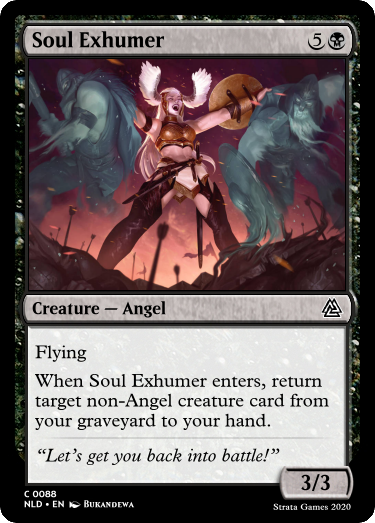 Soul Exhumer 5
Creature — Angel
Flying
When Soul Exhumer enters, return
target non-Angel creature card from
your graveyard to your hand.
“Let’s get you back into battle!”
3/3
C 0088
NLD • EN BUKANDEWA
Strata Games 2020